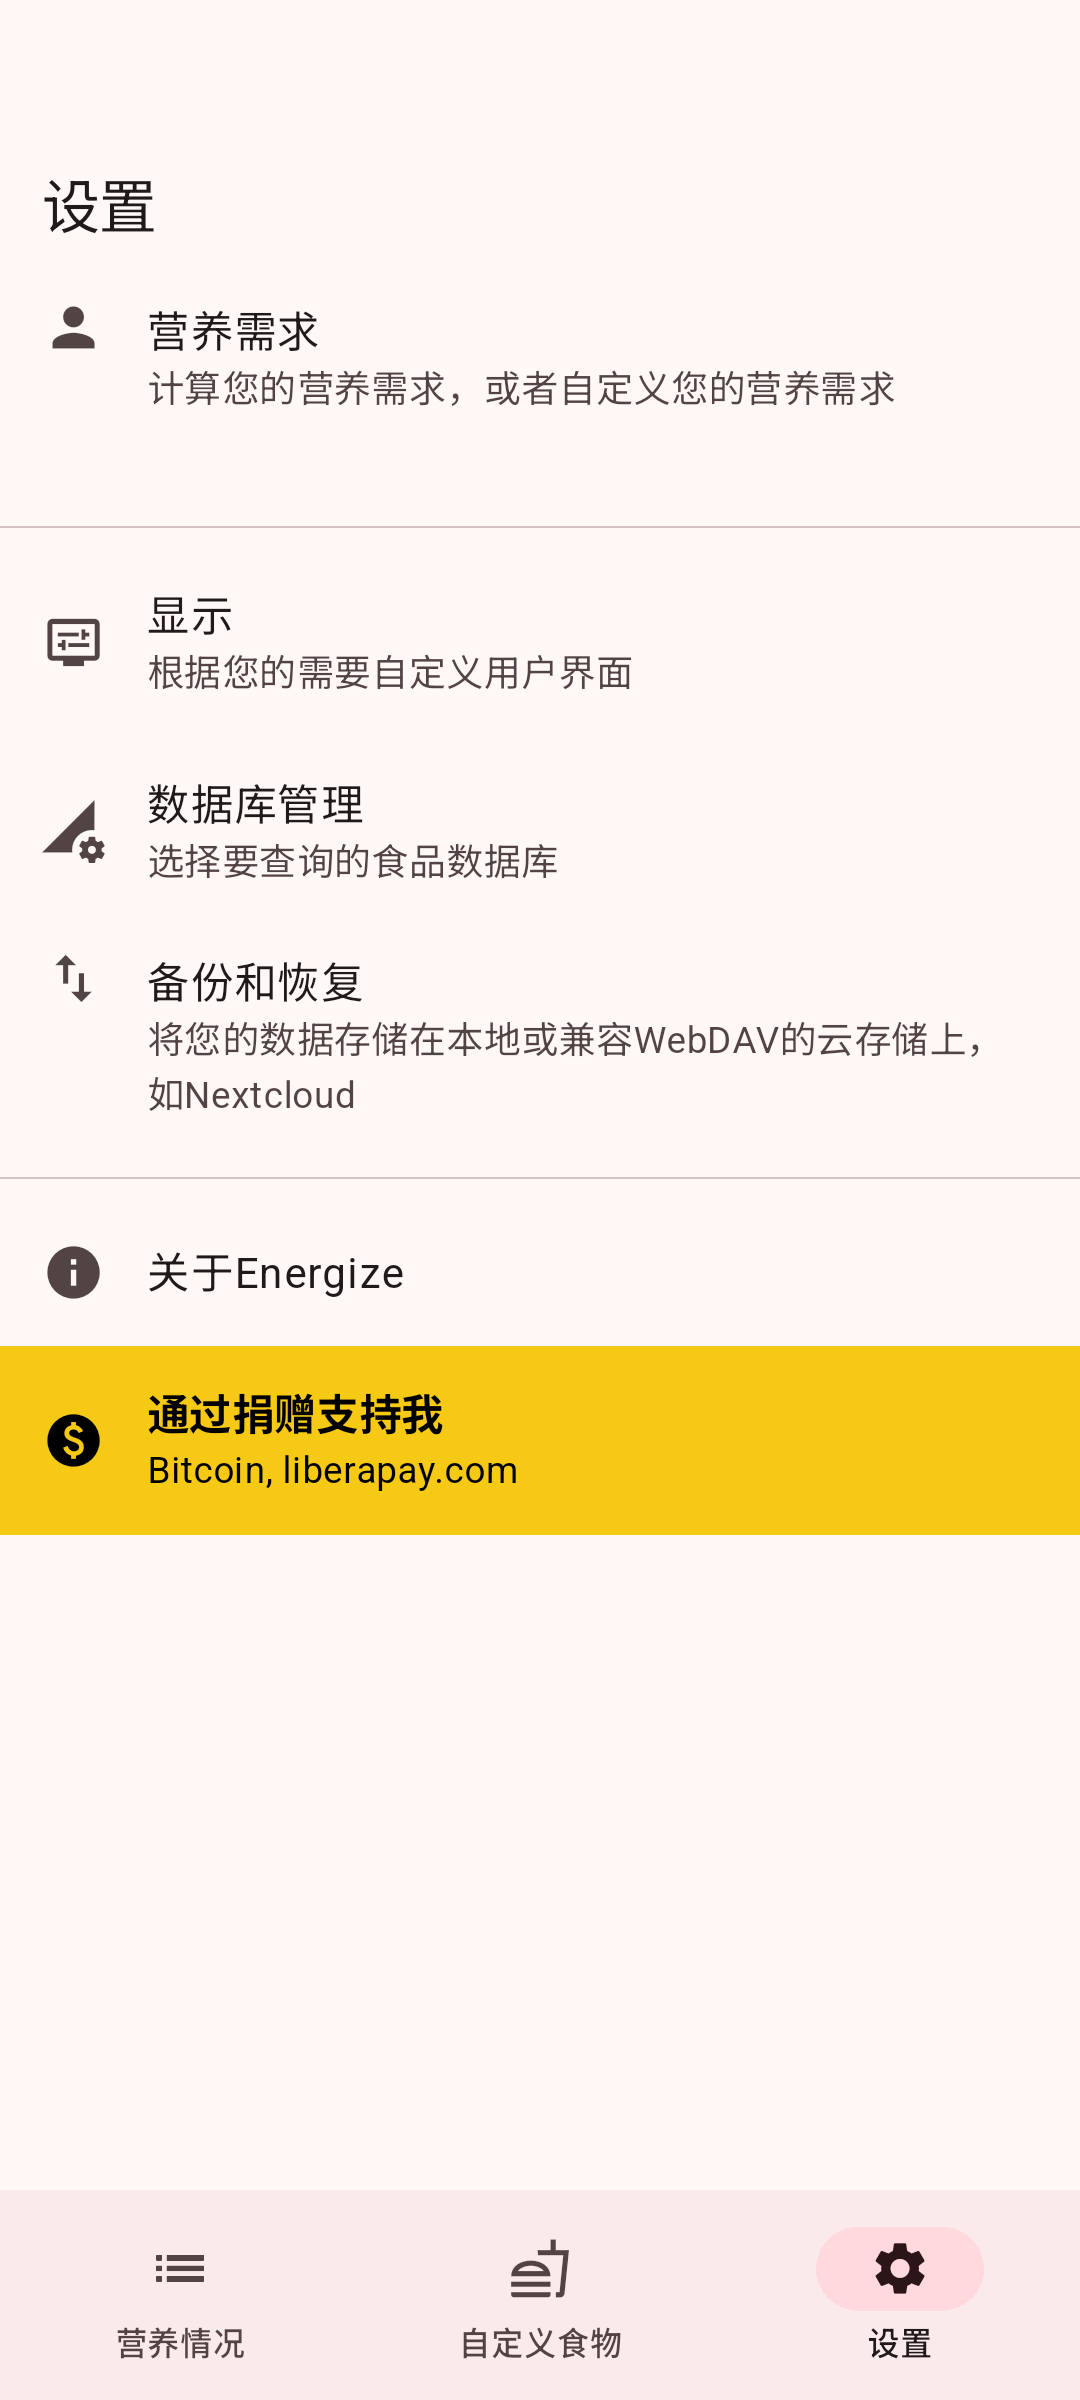 设置
营养需求
计算您的营养需求，或者自定义您的营养需求
显示
根据您的需要自定义用户界面
数据库管理
选择要查询的食品数据库
备份和恢复
将您的数据存储在本地或兼容WebDAV的云存储上，
如Nextcloud
关于Energize
通过捐赠支持我
Bitcoin, liberapay.com
营养情况
自定义食物
设置